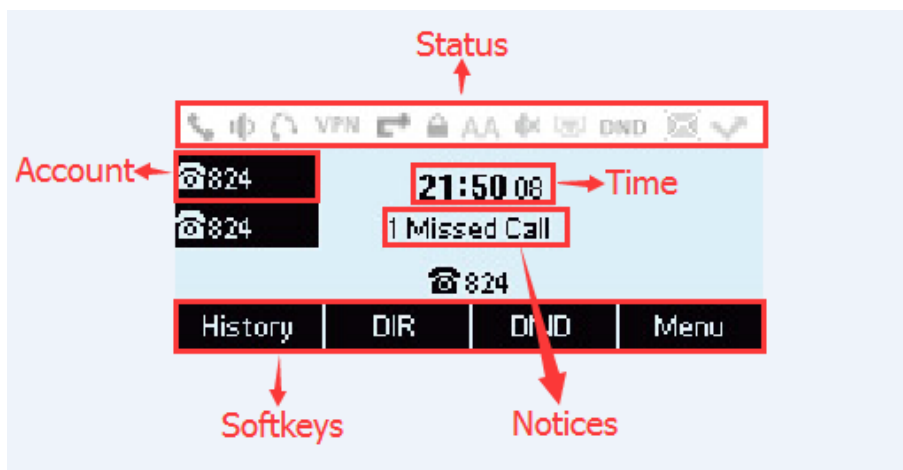 Status
VPN AA DND
Account
824
21:50 08
Time
824
1 Missed Call
824
History DIR DND Menu
Softkeys
Notices